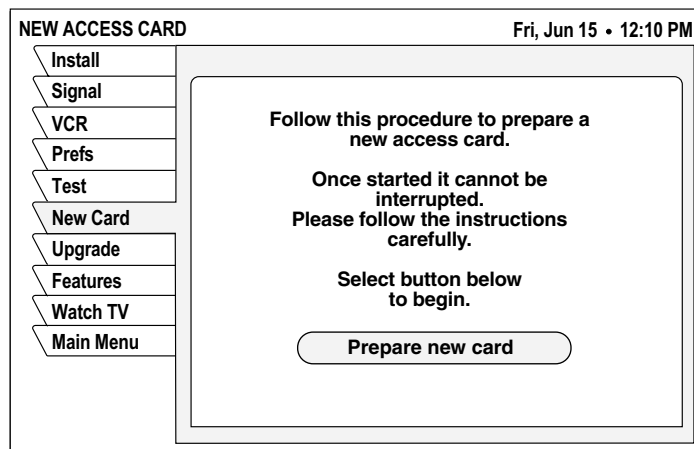 NEW ACCESS CARD
Fri, Jun 15 • 12:10 PM
Install
Signal
VCR
Prefs
Test
New Card
Upgrade
Features
Watch TV
Main Menu
Follow this procedure to prepare a
new access card.
Once started it cannot be
interrupted.
Please follow the instructions
carefully.
Select button below
to begin.
Prepare new card